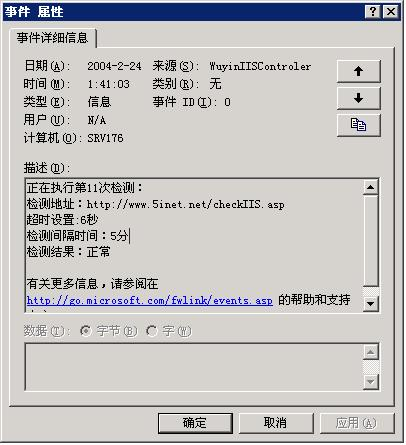 事件 属性
事件详细信息
日期(A): 2004-2-24 来源(S): WuyinIISControler
时间(M): 1:41:03 类别(R): 无
类型(E): 信息 事件 ID(I): 0
用户(U): N/A
计算机(O): SRV176
描述(D):
正在执行第11次检测：
检测地址：http://www.5inet.net/checkIIS.asp
超时设置:6秒
检测间隔时间：5分
检测结果：正常
有关更多信息，请参阅在
http://go.microsoft.com/fwlink/events.asp 的帮助和支持
数据(T): 字节(B) 字(W)
确定 取消 应用(A)